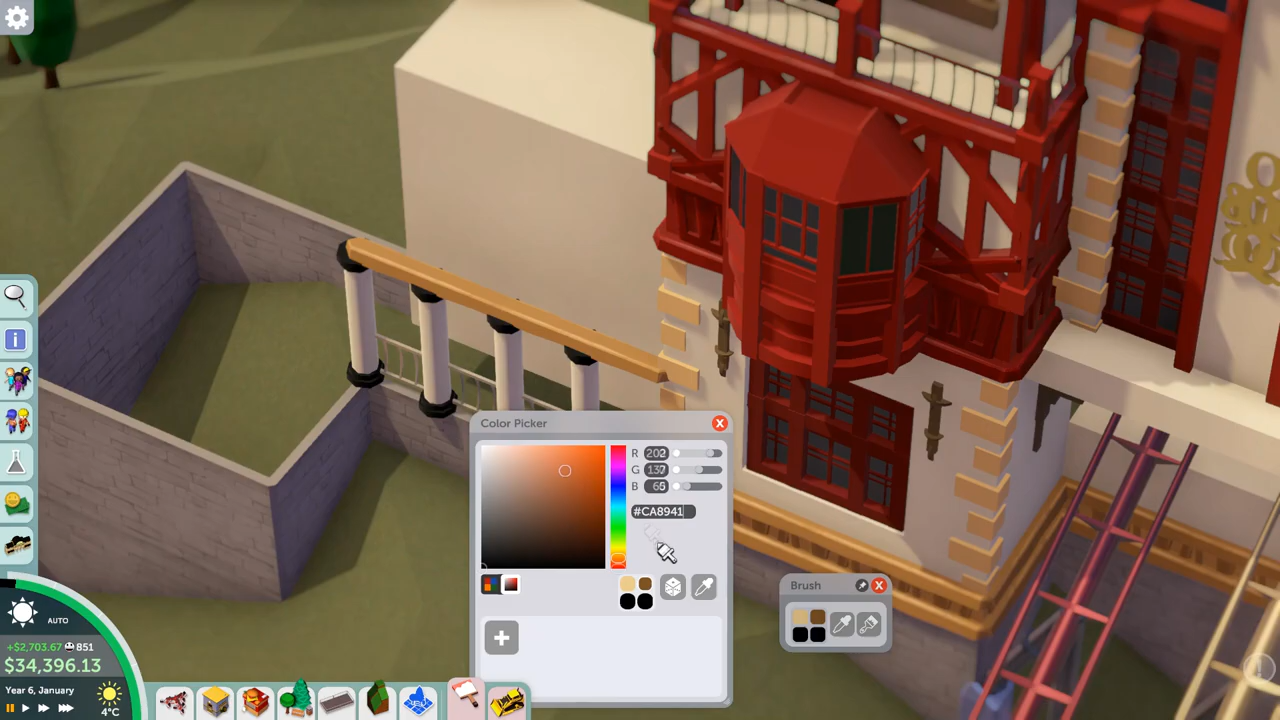 Color Picker
X
R 202
G 137
B 65
#CA8941
Brush
X
AUTO
+$2,703.67 851
$34,396.13
Year 6, January
4°C